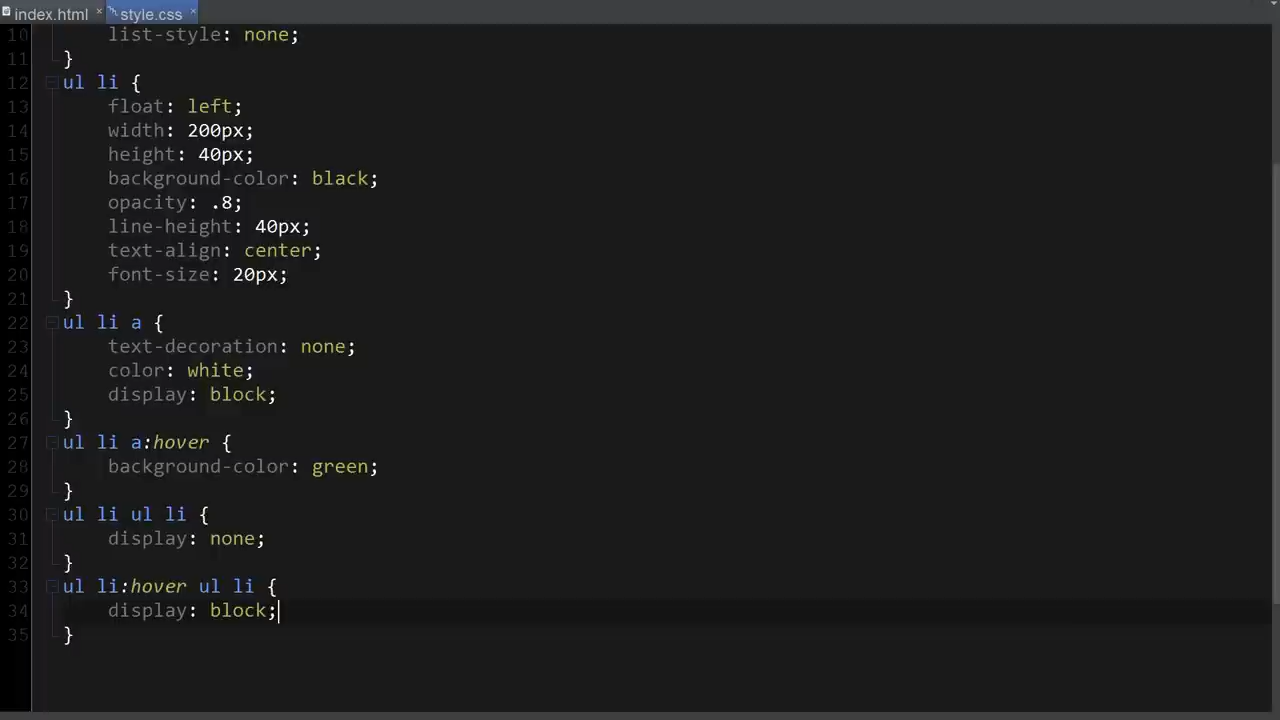 index.html × style.css ×
10 list-style: none;
11 }
12 ul li {
13 float: left;
14 width: 200px;
15 height: 40px;
16 background-color: black;
17 opacity: .8;
18 line-height: 40px;
19 text-align: center;
20 font-size: 20px;
21 }
22 ul li a {
23 text-decoration: none;
24 color: white;
25 display: block;
26 }
27 ul li a:hover {
28 background-color: green;
29 }
30 ul li ul li {
31 display: none;
32 }
33 ul li:hover ul li {
34 display: block;
35 }